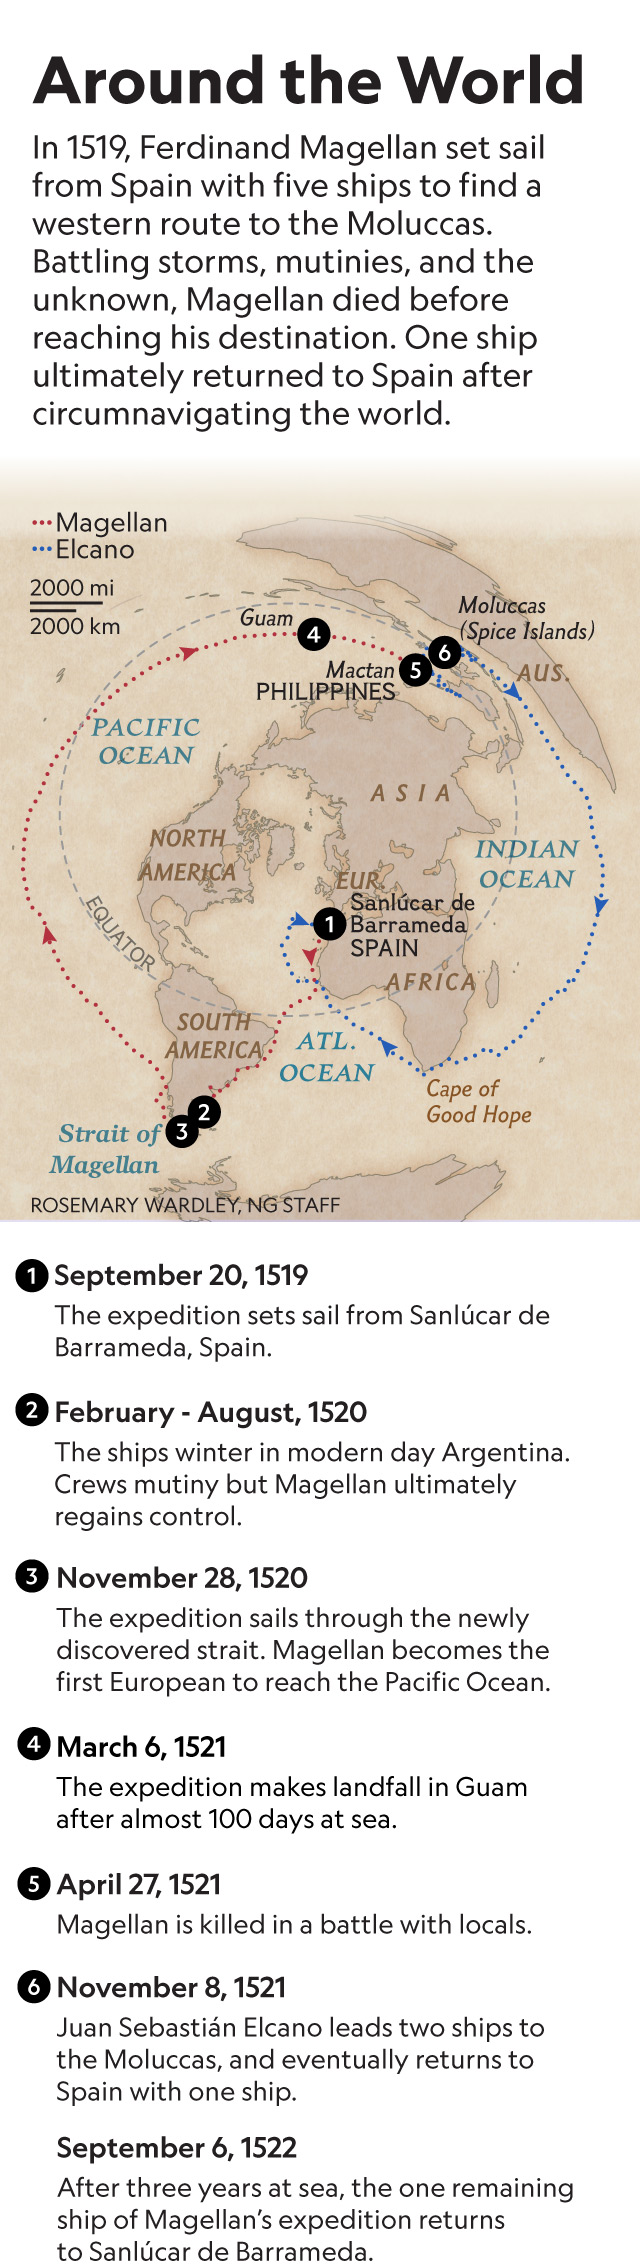 Around the World
In 1519, Ferdinand Magellan set sail
from Spain with five ships to find a
western route to the Moluccas.
Battling storms, mutinies, and the
unknown, Magellan died before
reaching his destination. One ship
ultimately returned to Spain after
circumnavigating the world.
Magellan
Elcano
2000 mi
2000 km
Guam
4
Moluccas
(Spice Islands)
6
Mactan
5
PHILIPPINES
AUS.
PACIFIC
OCEAN
ASIA
NORTH
AMERICA
INDIAN
OCEAN
EUR.
1
Sanlúcar de
Barrameda
SPAIN
EQUATOR
AFRICA
SOUTH
AMERICA
ATL.
OCEAN
Cape of
Good Hope
2
3
Strait of
Magellan
ROSEMARY WARDLEY, NG STAFF
1 September 20, 1519
The expedition sets sail from Sanlúcar de
Barrameda, Spain.
2 February - August, 1520
The ships winter in modern day Argentina.
Crews mutiny but Magellan ultimately
regains control.
3 November 28, 1520
The expedition sails through the newly
discovered strait. Magellan becomes the
first European to reach the Pacific Ocean.
4 March 6, 1521
The expedition makes landfall in Guam
after almost 100 days at sea.
5 April 27, 1521
Magellan is killed in a battle with locals.
6 November 8, 1521
Juan Sebastián Elcano leads two ships to
the Moluccas, and eventually returns to
Spain with one ship.
September 6, 1522
After three years at sea, the one remaining
ship of Magellan’s expedition returns
to Sanlúcar de Barrameda.